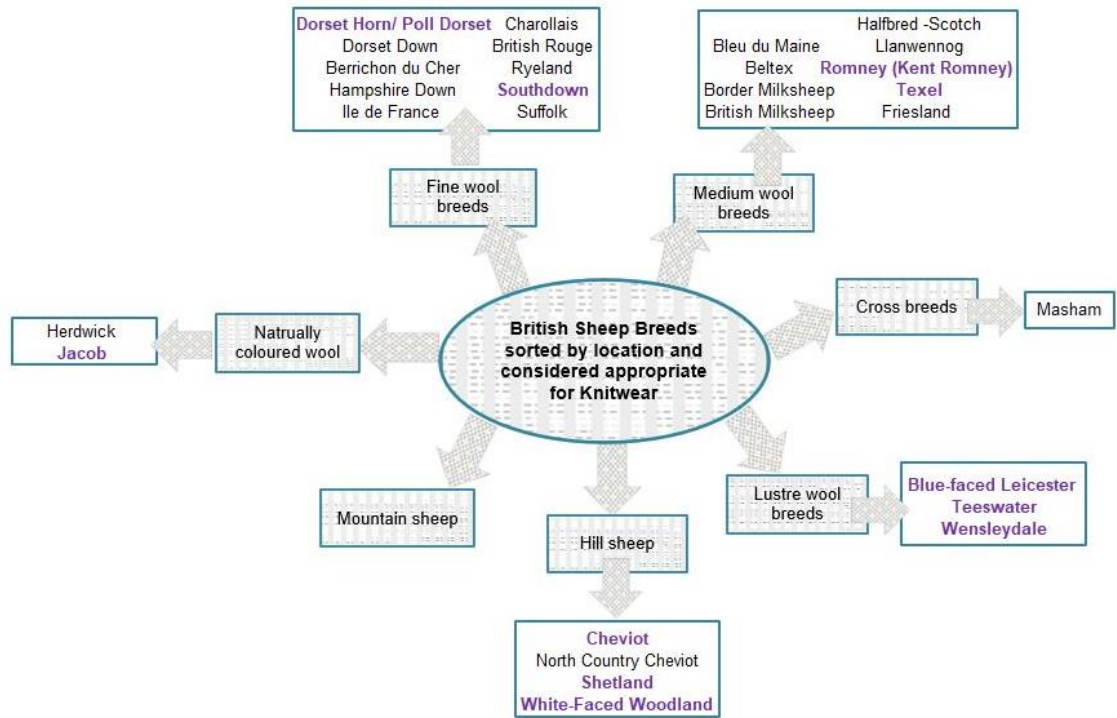 Dorset Horn/ Poll Dorset
Dorset Down
Berrichon du Cher
Hampshire Down
Ile de France
Charollais
British Rouge
Ryeland
Southdown
Suffolk
Bleu du Maine
Beltex
Border Milksheep
British Milksheep
Halfbred -Scotch
Llanwennog
Romney (Kent Romney)
Texel
Friesland
Fine wool
breeds
Medium wool
breeds
Cross breeds
Masham
Herdwick
Jacob
Natrually
coloured wool
British Sheep Breeds
sorted by location and
considered appropriate
for Knitwear
Mountain sheep
Hill sheep
Lustre wool
breeds
Blue-faced Leicester
Teeswater
Wensleydale
Cheviot
North Country Cheviot
Shetland
White-Faced Woodland